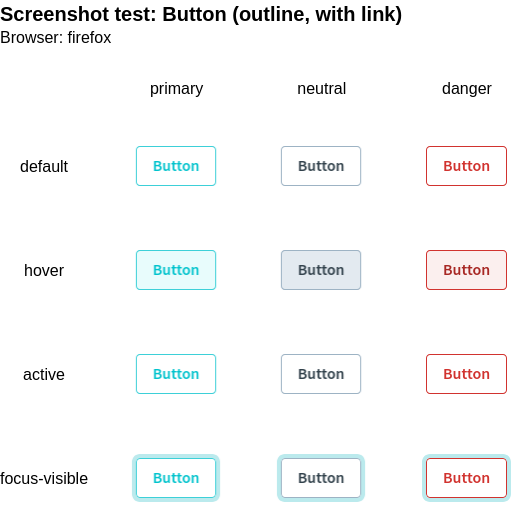 Screenshot test: Button (outline, with link)
Browser: firefox
primary neutral danger
default Button Button Button
hover Button Button Button
active Button Button Button
focus-visible Button Button Button